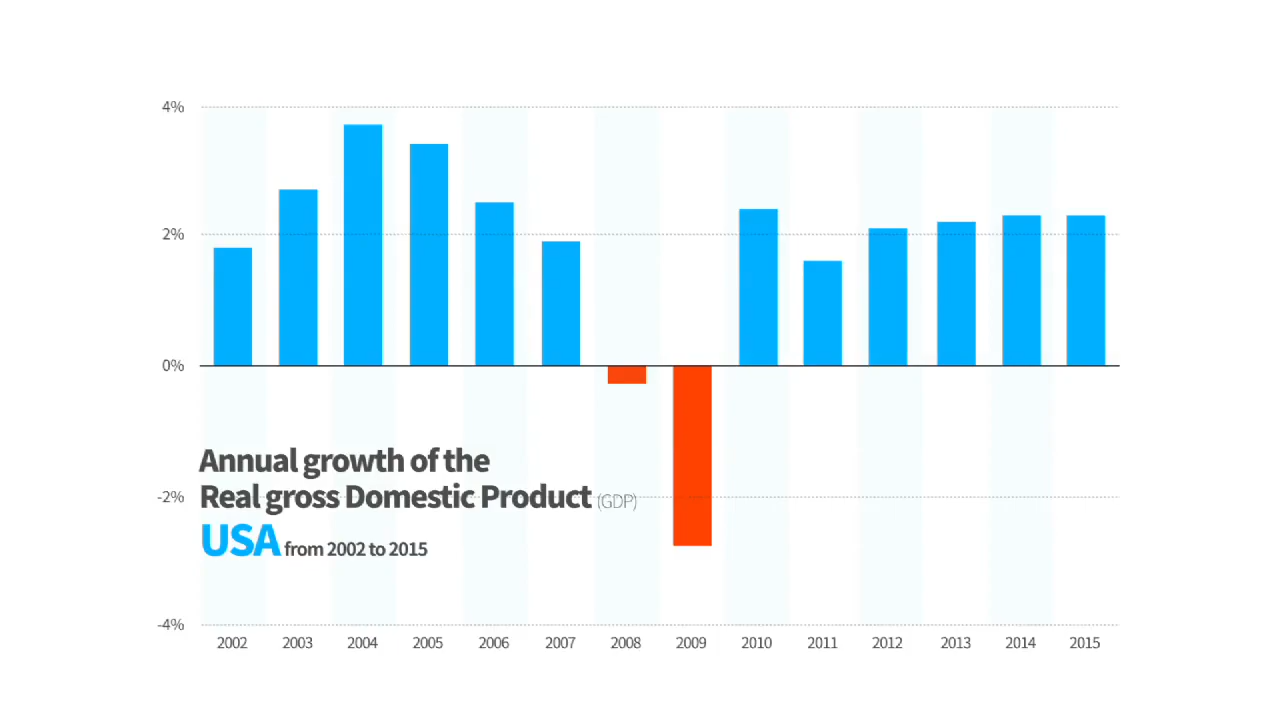 4%
2%
0%
Annual growth of the
-2%
Real gross Domestic Product (GDP)
USA from 2002 to 2015
-4%
2002 2003 2004 2005 2006 2007 2008 2009 2010 2011 2012 2013 2014 2015